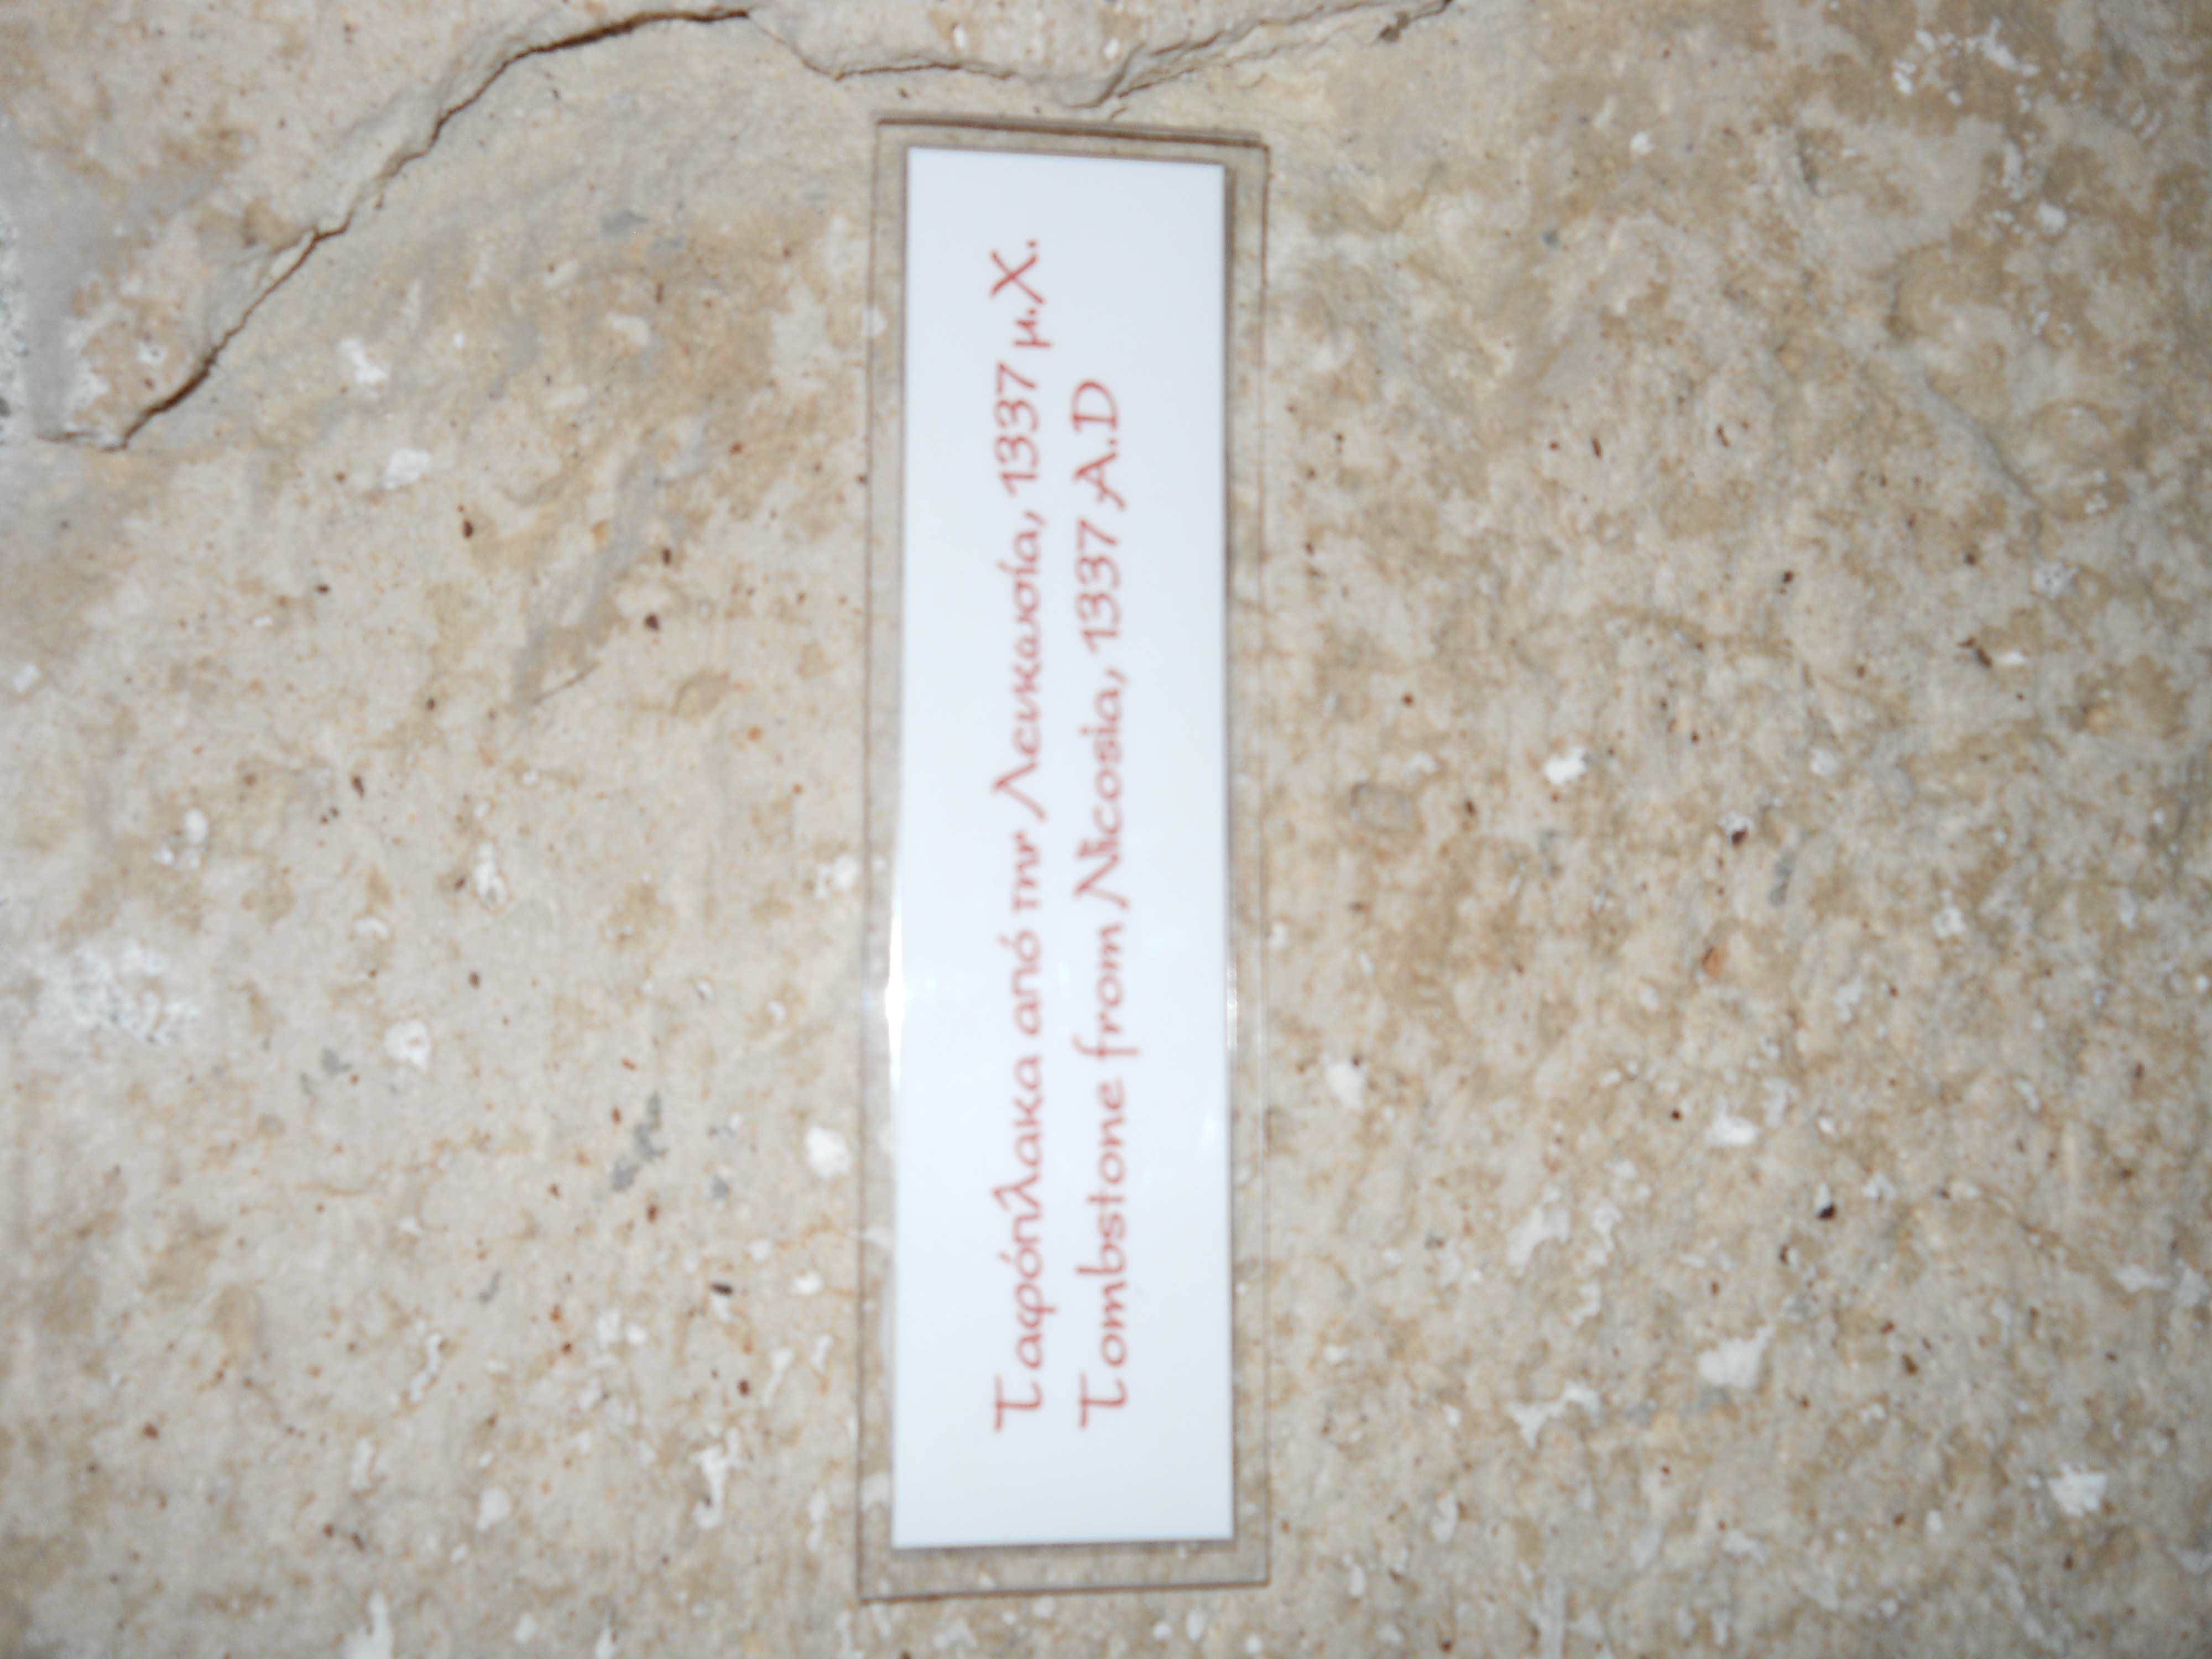 Ταφόπλακα από την Λευκωσία, 1337 μ.Χ.
Tombstone from Nicosia, 1337 A.D